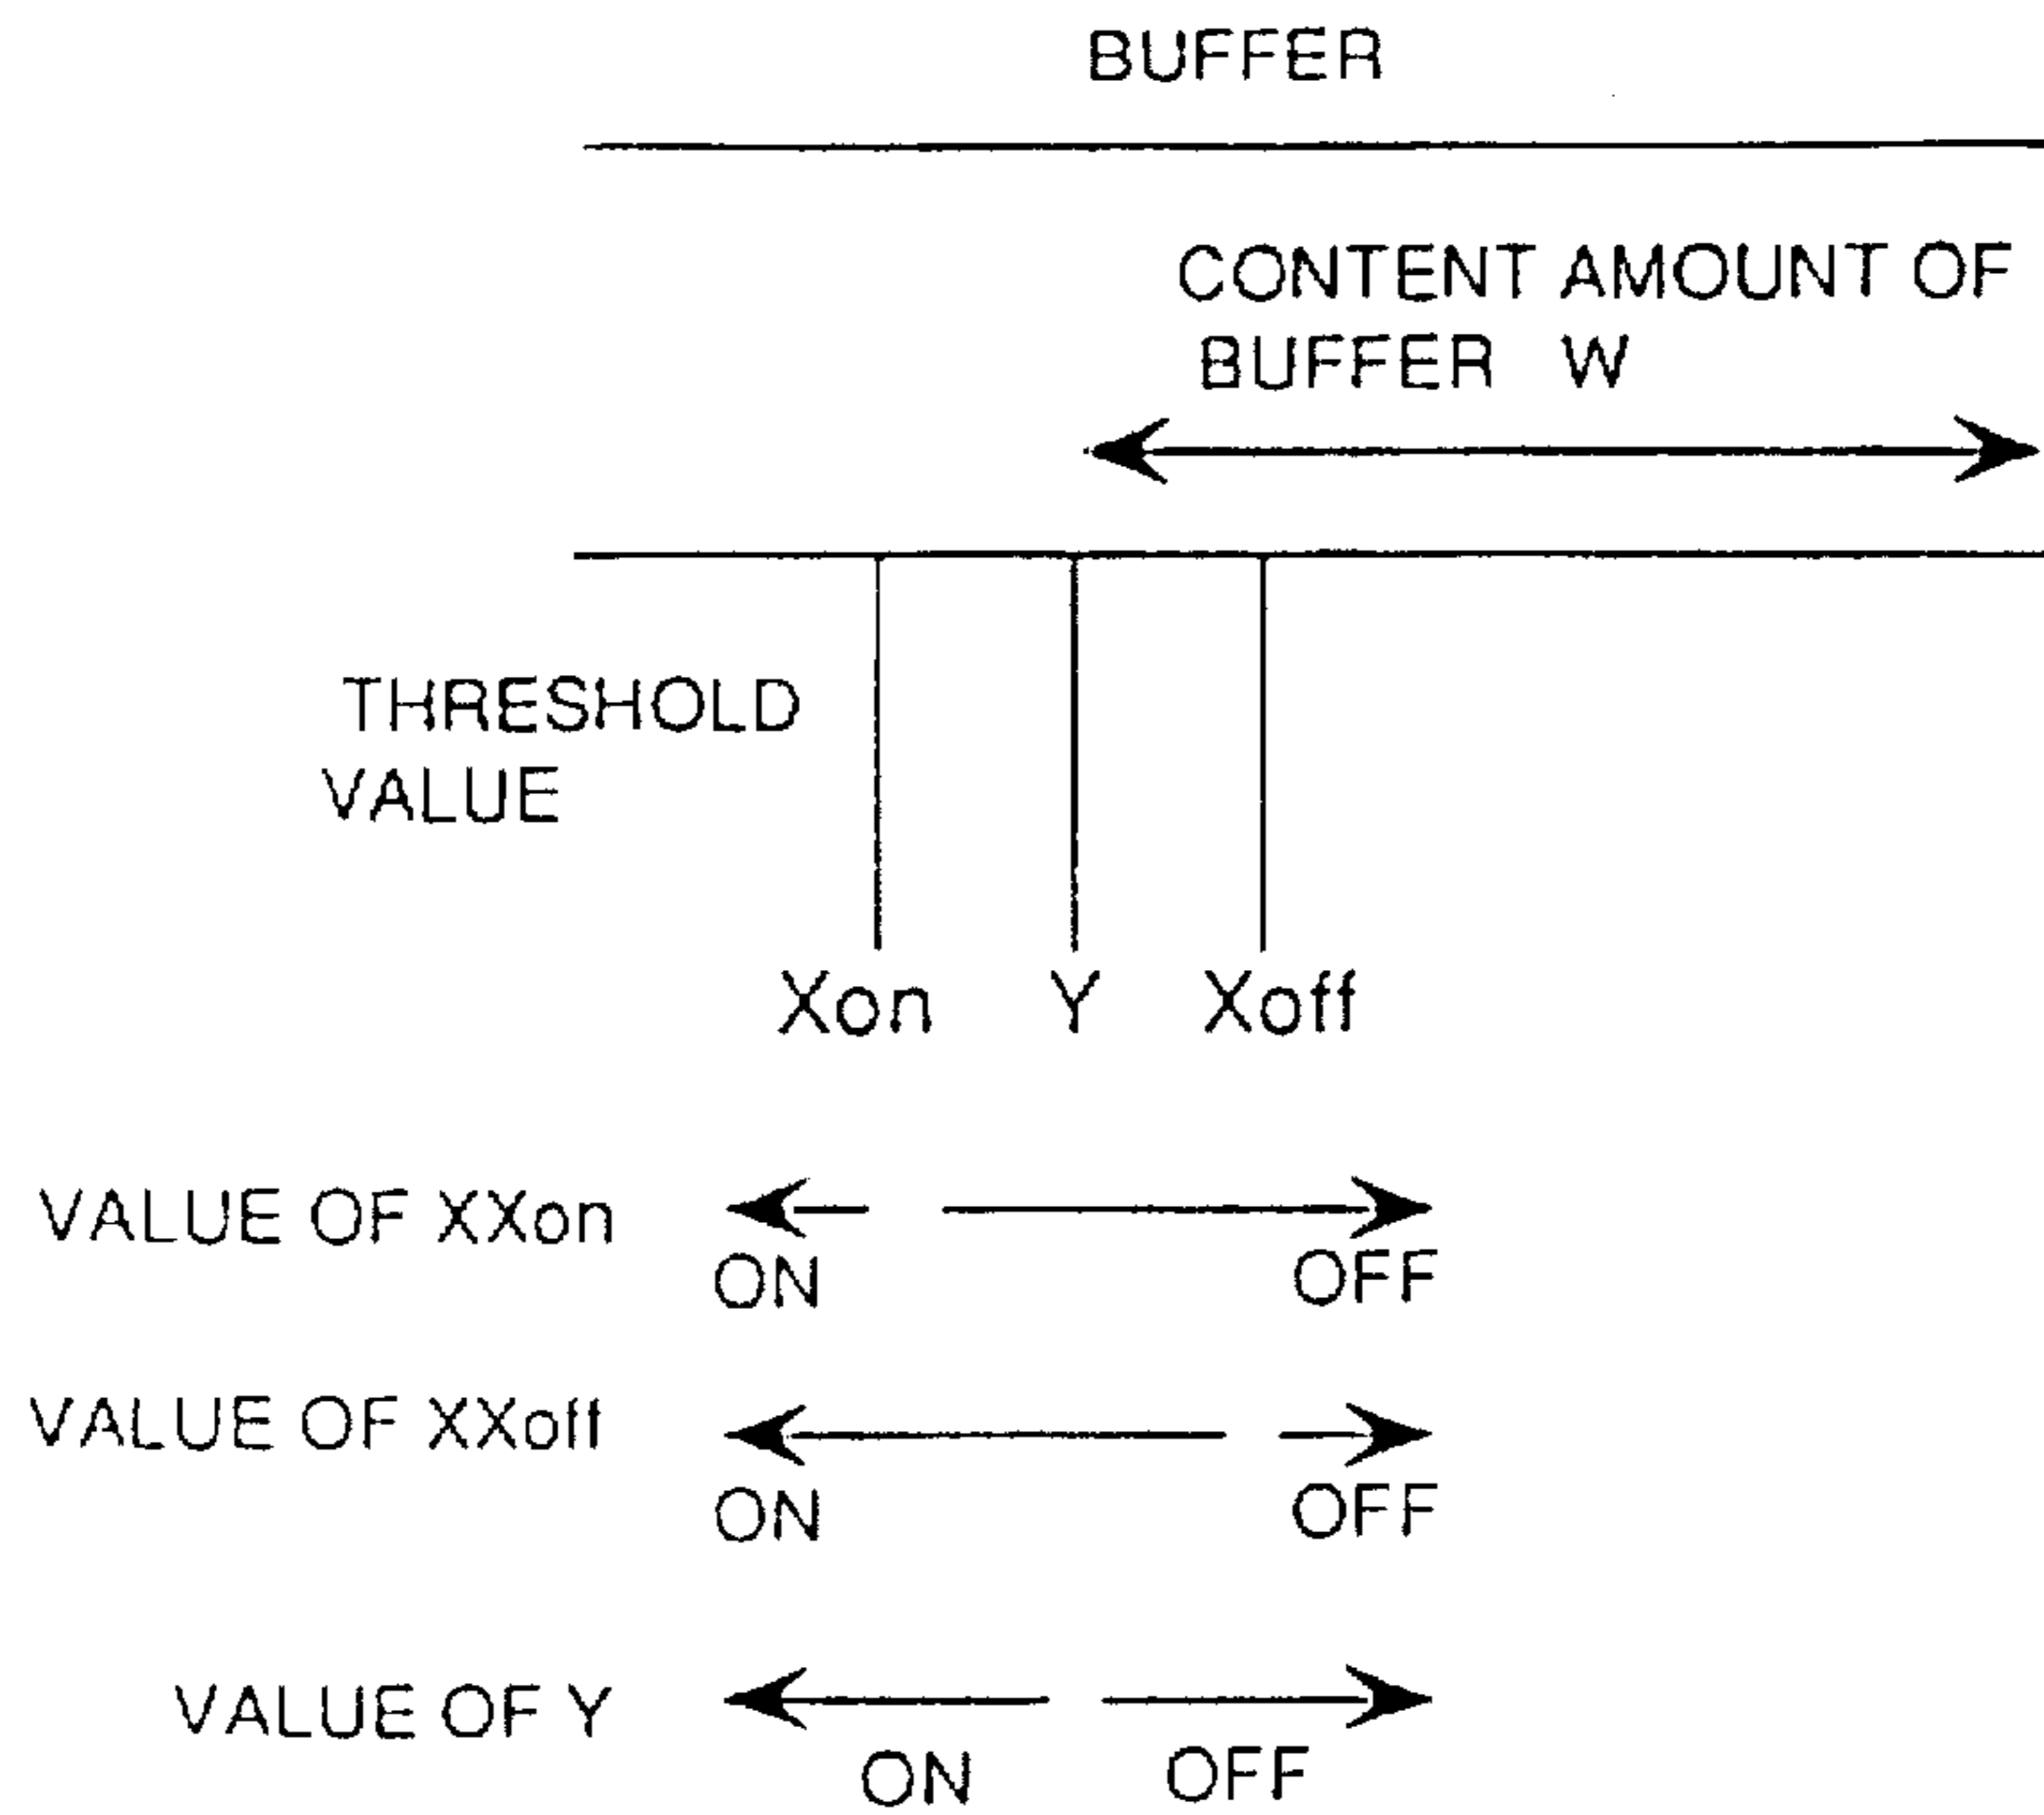 BUFFER
CONTENT AMOUNT OF
BUFFER W
THRESHOLD
VALUE
Xon Y Xoff
VALUE OF XXon
ON OFF
VALUE OF XXoff
ON OFF
VALUE OF Y
ON OFF